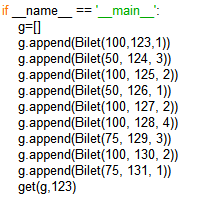 if __name__ == '__main__':
    g=[]
    g.append(Bilet(100,123,1))
    g.append(Bilet(50, 124, 3))
    g.append(Bilet(100, 125, 2))
    g.append(Bilet(50, 126, 1))
    g.append(Bilet(100, 127, 2))
    g.append(Bilet(100, 128, 4))
    g.append(Bilet(75, 129, 3))
    g.append(Bilet(100, 130, 2))
    g.append(Bilet(75, 131, 1))
    get(g,123)